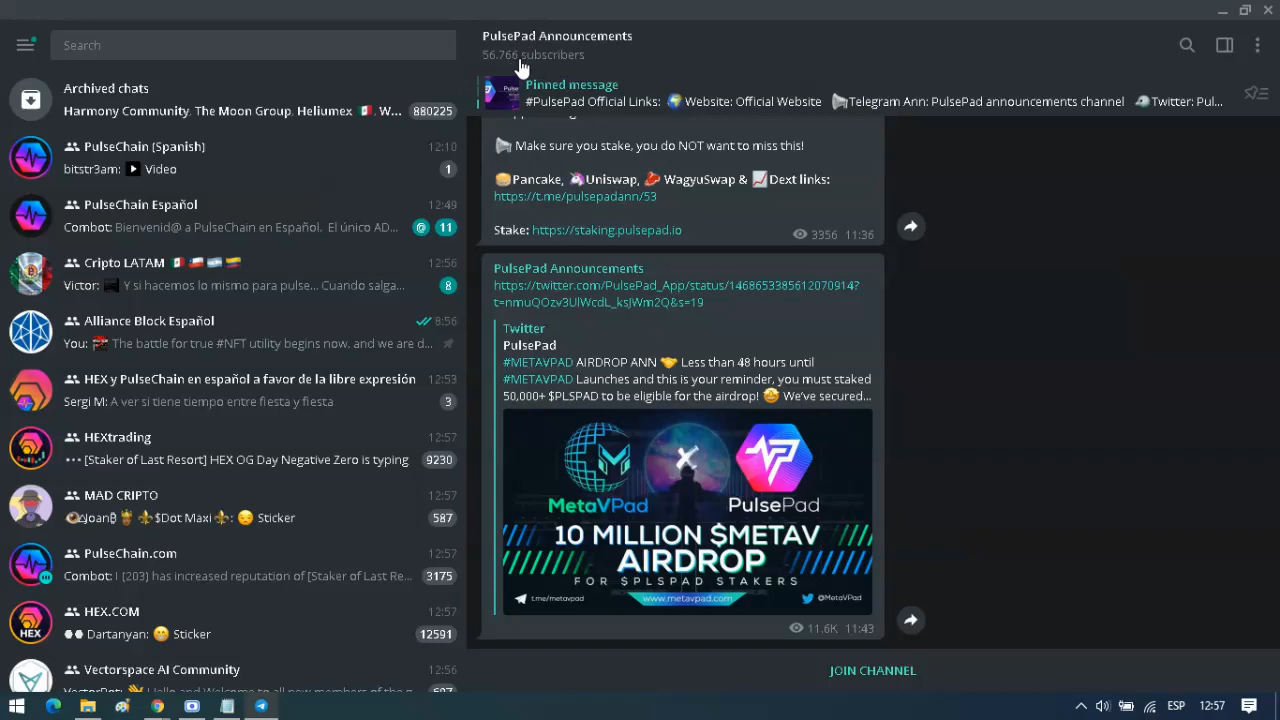 Search
PulsePad Announcements
56.766 subscribers
Pinned message
#PulsePad Official Links: 🌍 Website: Official Website 📢Telegram Ann: PulsePad announcements channel 🐦Twitter: Pul...
Archived chats
Harmony Community, The Moon Group, Heliumex 🇲🇽, W...
880225
PulseChain (Spanish)
12:10
bitstr3am: ▶ Video
1
PulseChain Español
12:49
Combot: Bienvenid@ a PulseChain en Español. El único AD...
@ 11
Cripto LATAM 🇲🇽 🇨🇱 🇦🇷 🇨🇴
12:56
Victor: Y si hacemos lo mismo para pulse... Cuando salga...
8
Alliance Block Español
8:56
You: The battle for true #NFT utility begins now, and we are d...
HEX y PulseChain en español a favor de la libre expresión
12:53
Sergi M: A ver si tiene tiempo entre fiesta y fiesta
3
HEXtrading
12:57
[Staker of Last Resort] HEX OG Day Negative Zero is typing
9230
MAD CRIPTO
12:57
⚜$Dot Maxi⚜: 😏 Sticker
587
PulseChain.com
12:57
Combot: I [203) has increased reputation of [Staker of Last Re...
3175
HEX.COM
12:57
Dartanyan: 🤭 Sticker
12591
HEX
Vectorspace AI Community
12:56
📢 Make sure you stake, you do NOT want to miss this!
🥞Pancake, 🦄Uniswap, 🥩 WagyuSwap & 📈Dext links:
https://t.me/pulsepadann/53
Stake: https://staking.pulsepad.io
3356 11:36
PulsePad Announcements
https://twitter.com/PulsePad_App/status/1468653385612070914?
t=nmuQOzv3UlWcdL_ksJWm2Q&s=19
Twitter
PulsePad
#METAVPAD AIRDROP ANN 🤝 Less than 48 hours until
#METAVPAD Launches and this is your reminder, you must staked
50,000+ $PLSPAD to be eligible for the airdrop! 🤩 We've secured...
MetaVPad
X
PulsePad
10 MILLION $METAV
AIRDROP
FOR $PLSPAD STAKERS
t.me/metavpad
www.metavpad.com
@MetaVPad
11.6K 11:43
JOIN CHANNEL
ESP
12:57